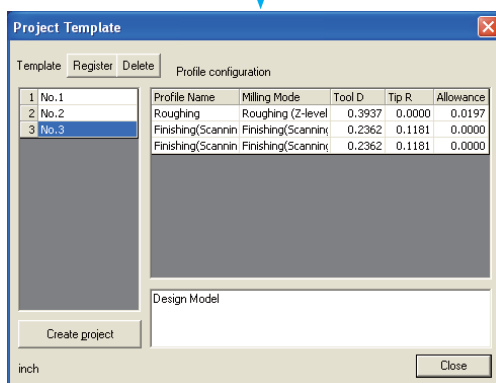 Project Template
Template Register Delete Profile configuration
1 No.1
2 No.2
3 No.3
Profile Name Milling Mode Tool D Tip R Allowance
Roughing Roughing (Z-level 0.3937 0.0000 0.0197
Finishing(Scannin Finishing(Scanning 0.2362 0.1181 0.0000
Finishing(Scannin Finishing(Scanning 0.2362 0.1181 0.0000
Design Model
Create project
inch
Close